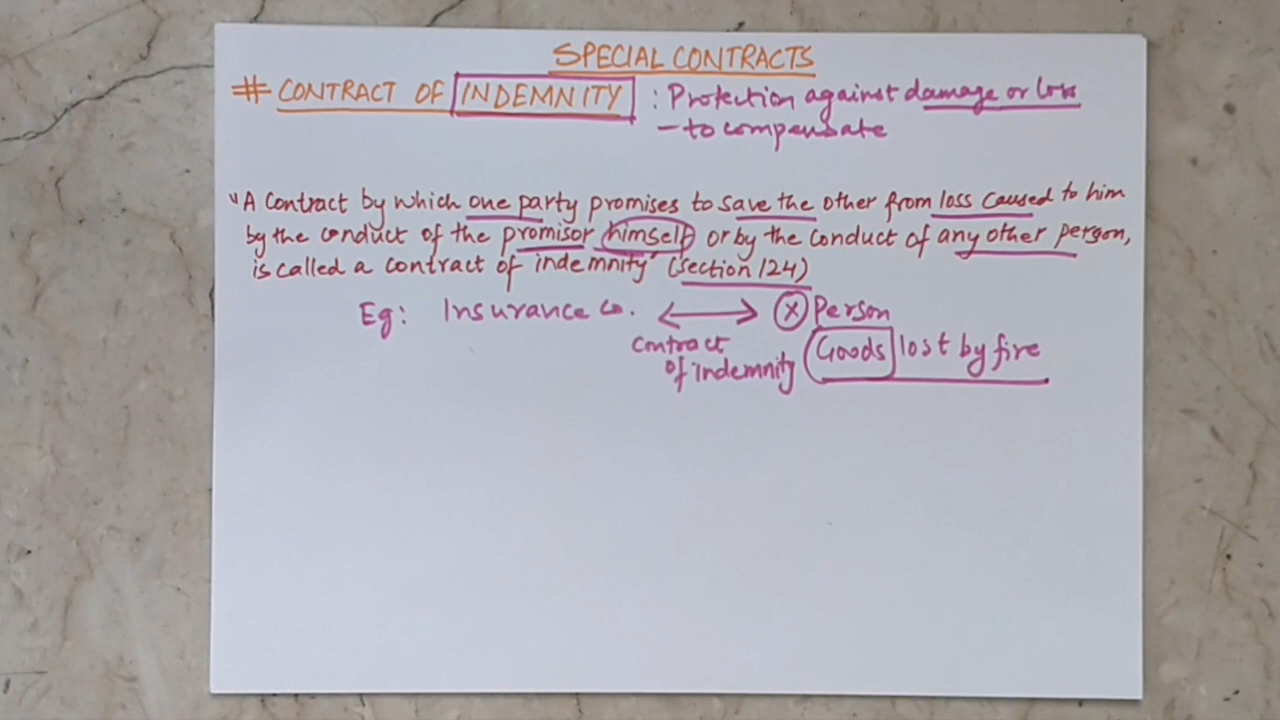 SPECIAL CONTRACTS
# CONTRACT OF INDEMNITY : Protection against damage or loss
- to compensate
"A Contract by which one party promises to save the other from loss caused to him
by the conduct of the promisor himself or by the conduct of any other person,
is called a contract of indemnity" (section 124)
Eg: Insurance Co. ⟷ X Person
Contract of indemnity
Goods lost by fire